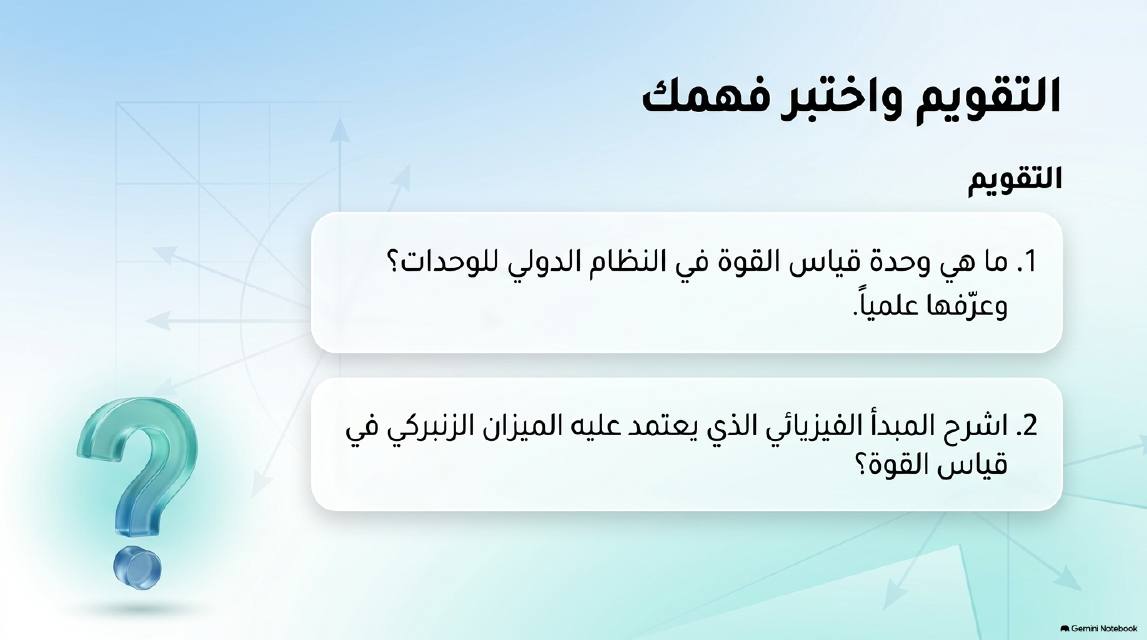 التقويم واختبر فهمك
التقويم
1. ما هي وحدة قياس القوة في النظام الدولي للوحدات؟
وعرّفها علمياً.
2. اشرح المبدأ الفيزيائي الذي يعتمد عليه الميزان الزنبركي في
قياس القوة؟
Gemini Notebook